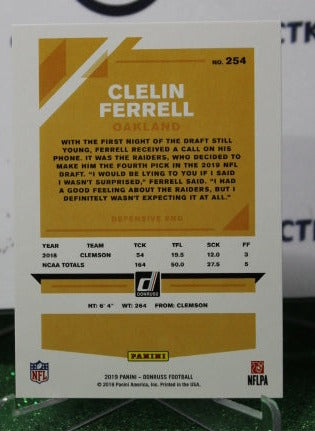 NO. 254
CLELIN
FERRELL
OAKLAND
WITH THE FIRST NIGHT OF THE DRAFT STILL
YOUNG, FERRELL RECEIVED A CALL ON HIS
PHONE. IT WAS THE RAIDERS, WHO DECIDED TO
MAKE HIM THE FOURTH PICK IN THE 2019 NFL
DRAFT. "I WOULD BE LYING TO YOU IF I SAID
I WASN'T SURPRISED," FERRELL SAID. "I HAD
A GOOD FEELING ABOUT THE RAIDERS, BUT I
DEFINITELY WASN'T EXPECTING IT AT ALL."
DEFENSIVE END
YEAR TEAM TCK TFL SCK FF
2018 CLEMSON 54 19.5 12.0 3
NCAA TOTALS 164 50.0 27.5 5
DONRUSS
HT: 6' 4" WT: 264 FROM: CLEMSON
NFL
PANINI
NFLPA
2019 PANINI - DONRUSS FOOTBALL
© 2019 Panini America, Inc. Printed in the USA.